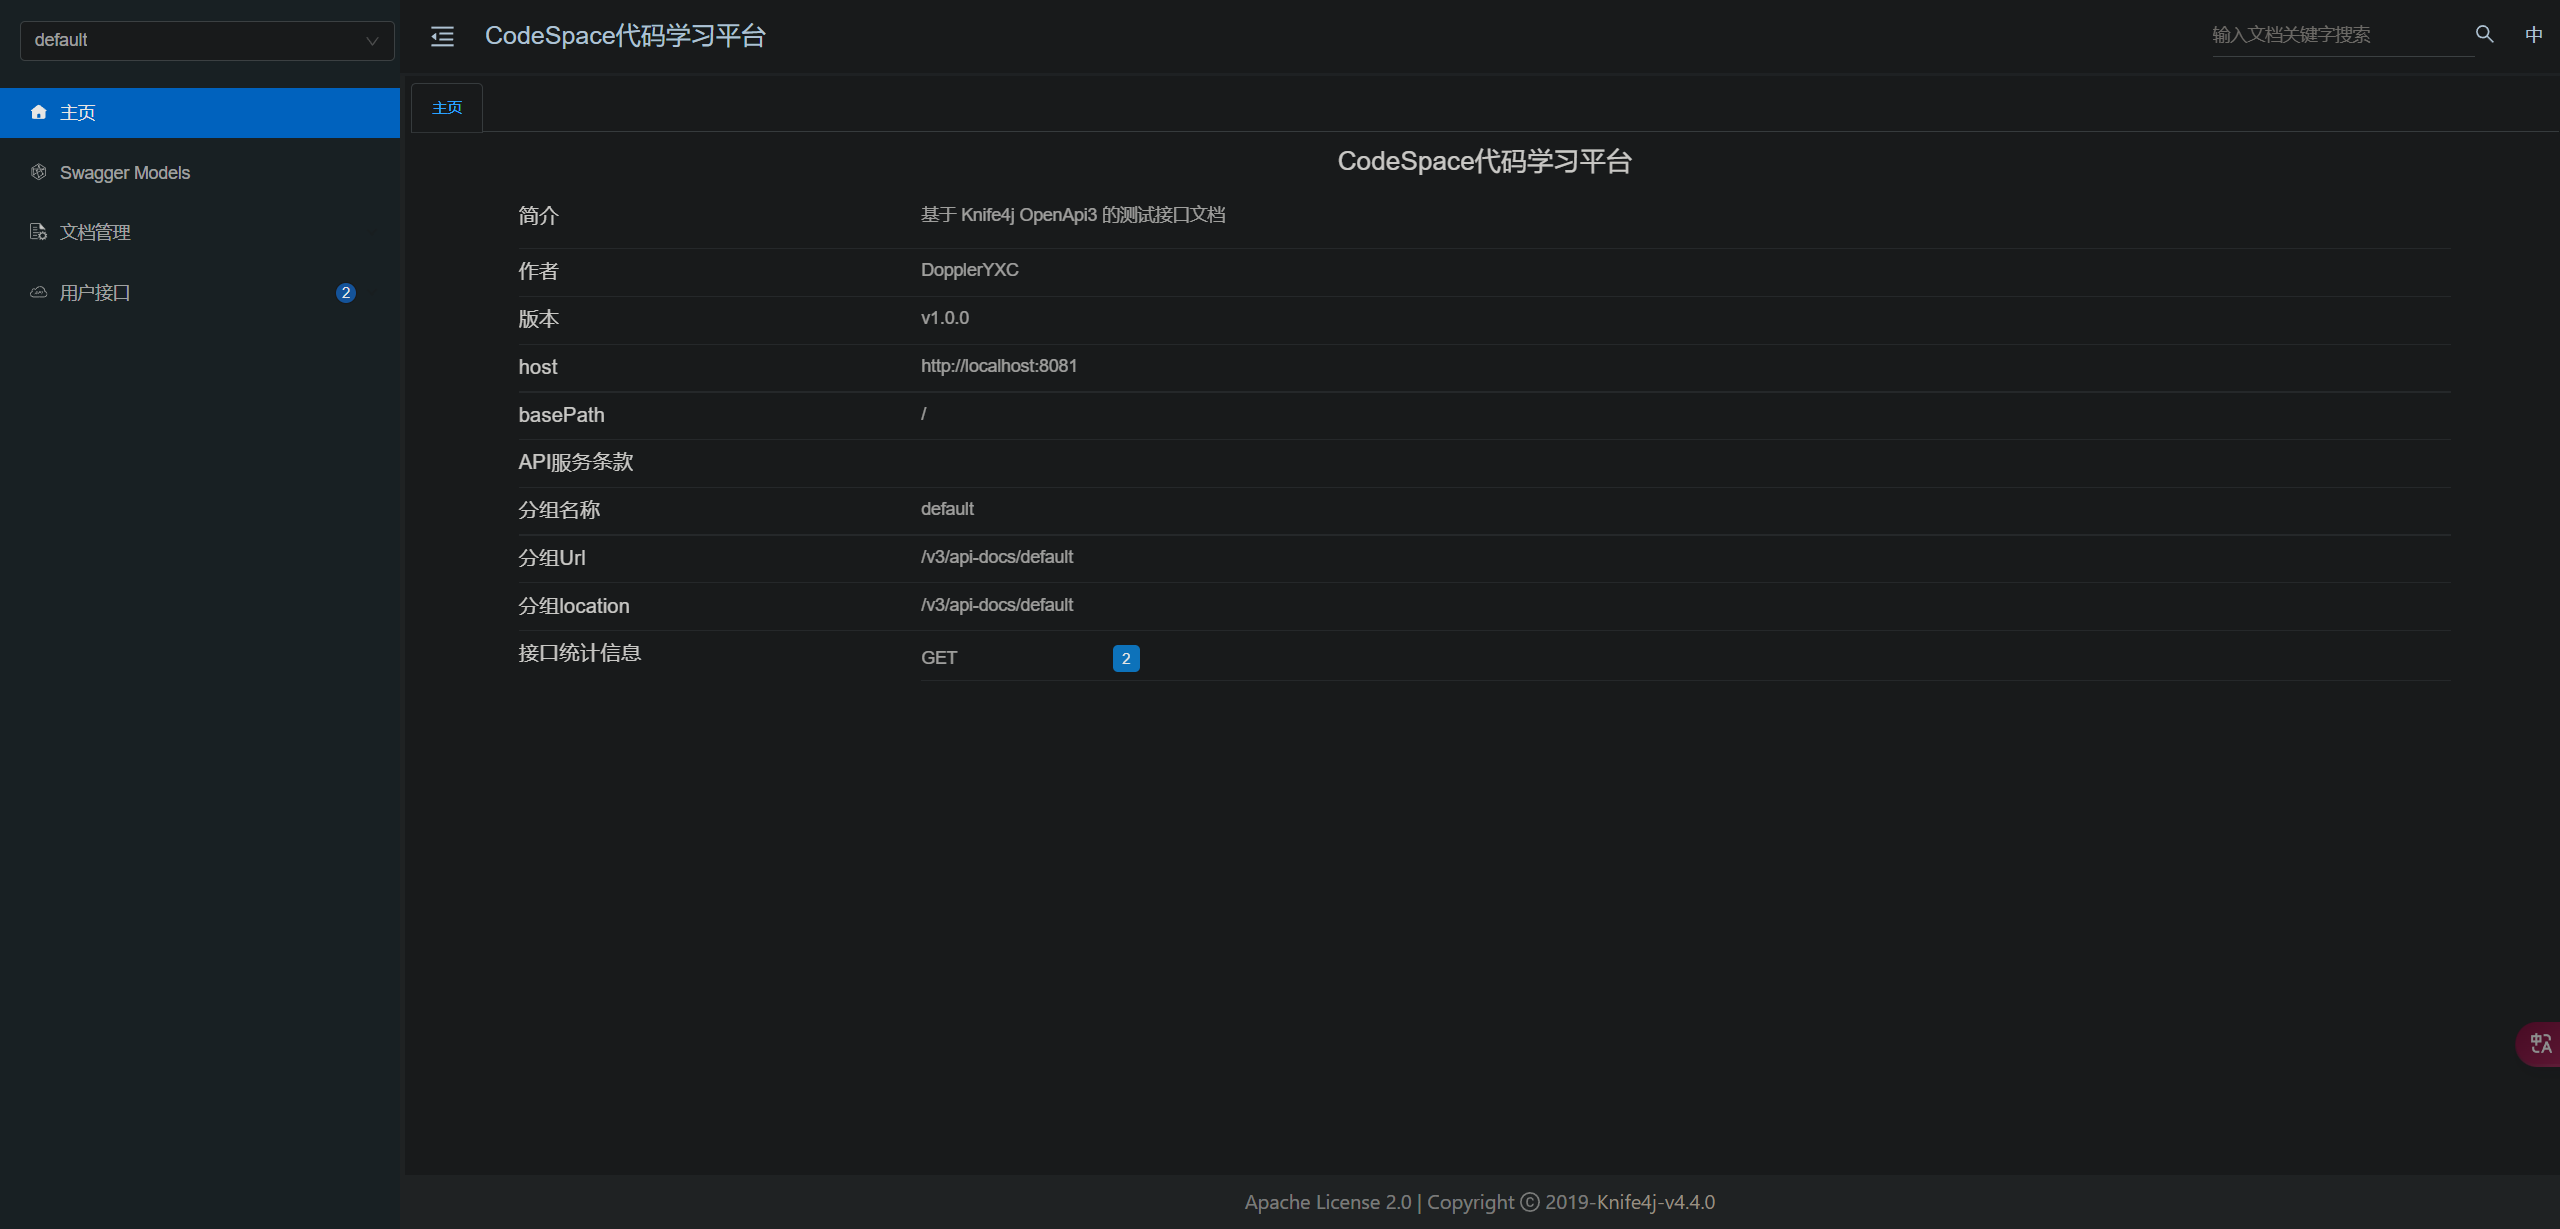 default
CodeSpace代码学习平台
输入文档关键字搜索
中
主页
Swagger Models
文档管理
用户接口
2
主页
CodeSpace代码学习平台
简介 基于 Knife4j OpenApi3 的测试接口文档
作者 DopplerYXC
版本 v1.0.0
host http://localhost:8081
basePath /
API服务条款
分组名称 default
分组Url /v3/api-docs/default
分组location /v3/api-docs/default
接口统计信息 GET 2
中A
Apache License 2.0 | Copyright © 2019-Knife4j-v4.4.0